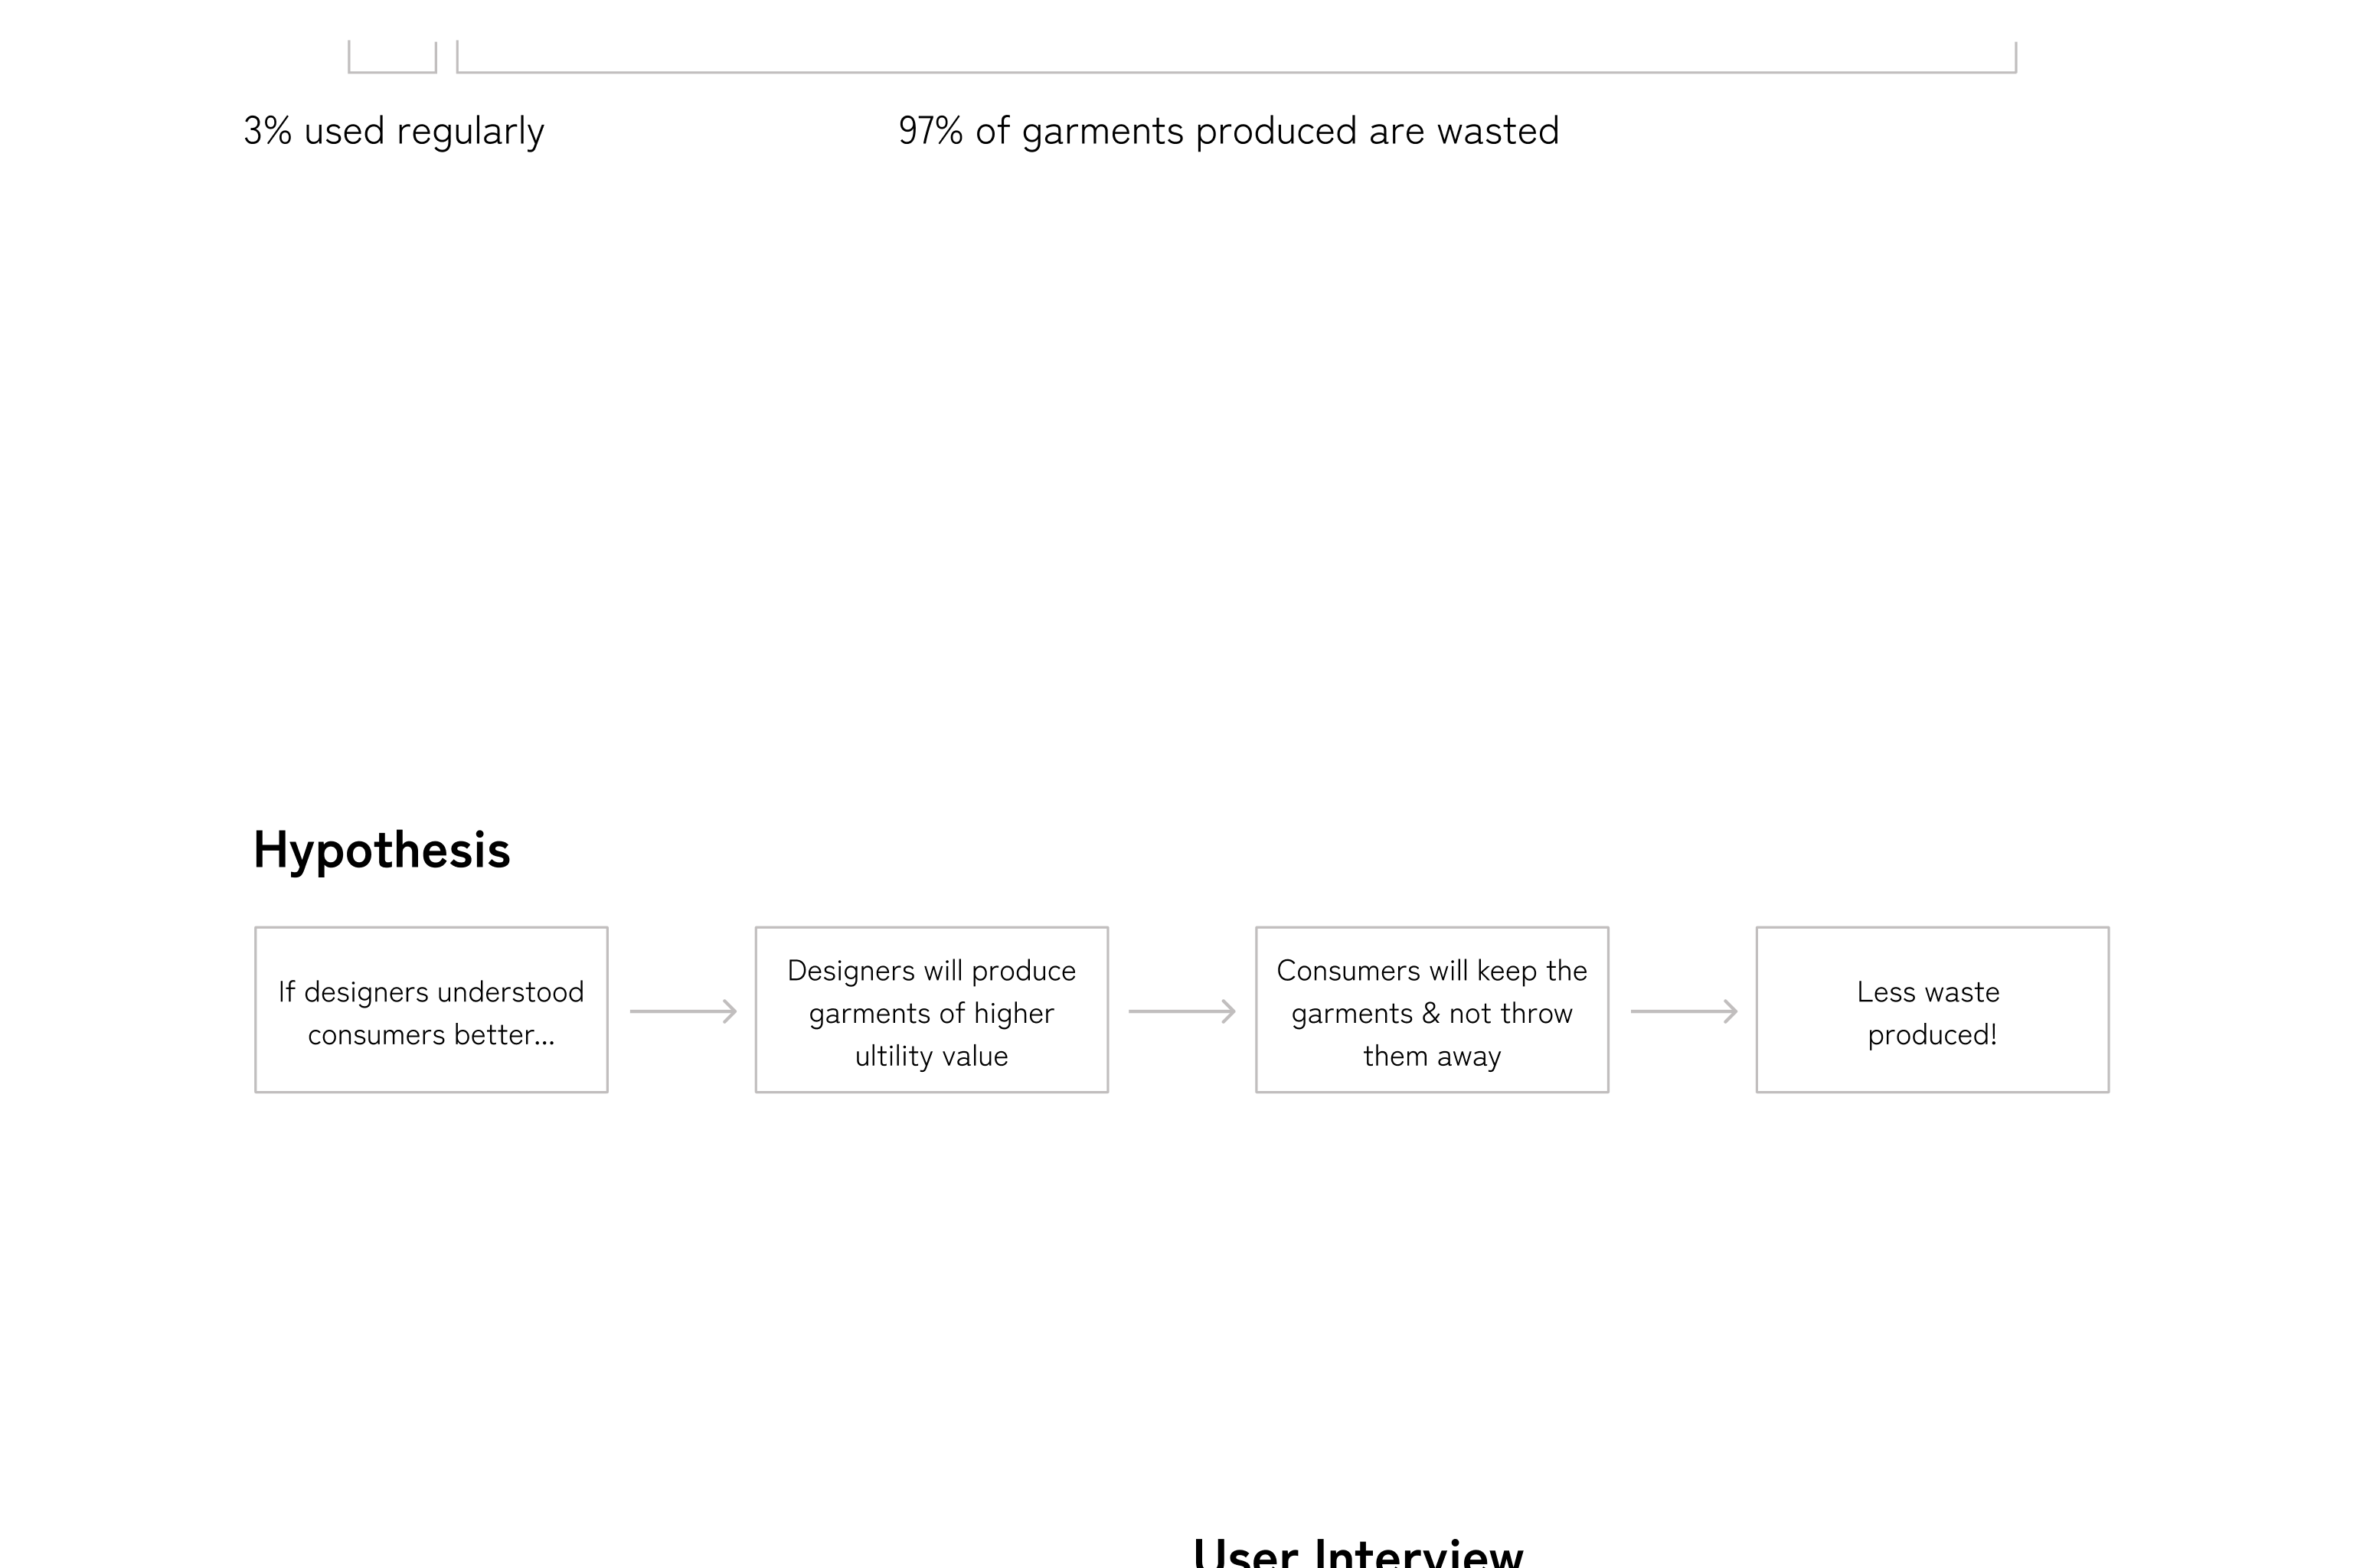 3% used regularly
97% of garments produced are wasted
Hypothesis
If designers understood
consumers better...
Designers will produce
garments of higher
ultility value
Consumers will keep the
garments & not throw
them away
Less waste
produced!
User Interview